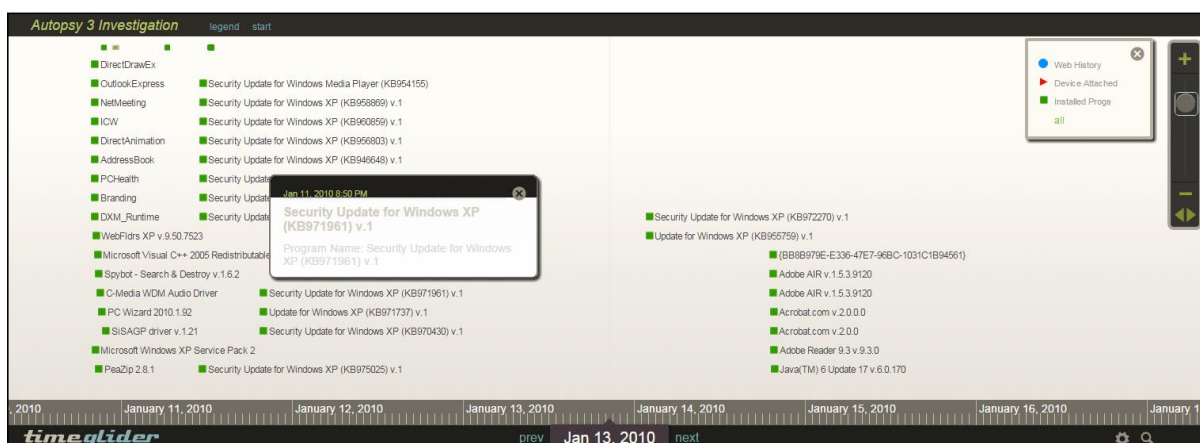 Autopsy 3 Investigation legend start
DirectDrawEx
OutlookExpress Security Update for Windows Media Player (KB954155)
NetMeeting Security Update for Windows XP (KB958869) v.1
ICW Security Update for Windows XP (KB960859) v.1
DirectAnimation Security Update for Windows XP (KB956803) v.1
AddressBook Security Update for Windows XP (KB946648) v.1
PCHealth Security Update
Branding Security Update
DXM_Runtime Security Update
WebFldrs XP v.9.50.7523
Microsoft Visual C++ 2005 Redistributable
Spybot - Search & Destroy v.1.6.2
C-Media WDM Audio Driver Security Update for Windows XP (KB971961) v.1
PC Wizard 2010.1.92 Update for Windows XP (KB971737) v.1
SiSAGP driver v.1.21 Security Update for Windows XP (KB970430) v.1
Microsoft Windows XP Service Pack 2
PeaZip 2.8.1 Security Update for Windows XP (KB975025) v.1
Jan 11, 2010 8:50 PM
Security Update for Windows XP
(KB971961) v.1
Program Name: Security Update for Windows
XP (KB971961) v.1
Security Update for Windows XP (KB972270) v.1
Update for Windows XP (KB955759) v.1
{BB8B979E-E336-47E7-96BC-1031C1B94561}
Adobe AIR v.1.5.3.9120
Adobe AIR v.1.5.3.9120
Acrobat.com v.2.0.0.0
Acrobat.com v.2.0.0
Adobe Reader 9.3 v.9.3.0
Java(TM) 6 Update 17 v.6.0.170
Web History
Device Attached
Installed Progs
all
, 2010 January 11, 2010 January 12, 2010 January 13, 2010 January 14, 2010 January 15, 2010 January 16, 2010 January 1
timeglider prev Jan 13, 2010 next